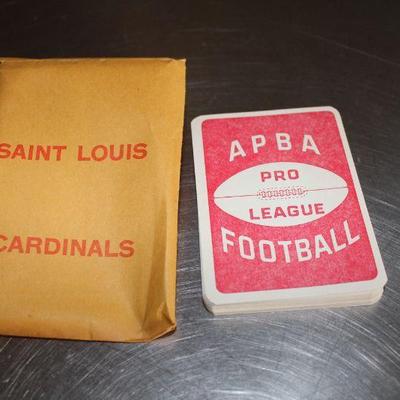 SAINT LOUIS
CARDINALS
APBA
PRO
LEAGUE
FOOTBALL